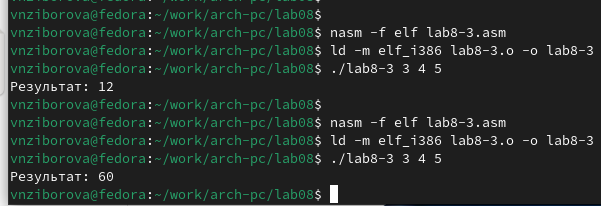 vnziborova@fedora:~/work/arch-pc/lab08$
vnziborova@fedora:~/work/arch-pc/lab08$ nasm -f elf lab8-3.asm
vnziborova@fedora:~/work/arch-pc/lab08$ ld -m elf_i386 lab8-3.o -o lab8-3
vnziborova@fedora:~/work/arch-pc/lab08$ ./lab8-3 3 4 5
Результат: 12
vnziborova@fedora:~/work/arch-pc/lab08$
vnziborova@fedora:~/work/arch-pc/lab08$ nasm -f elf lab8-3.asm
vnziborova@fedora:~/work/arch-pc/lab08$ ld -m elf_i386 lab8-3.o -o lab8-3
vnziborova@fedora:~/work/arch-pc/lab08$ ./lab8-3 3 4 5
Результат: 60
vnziborova@fedora:~/work/arch-pc/lab08$